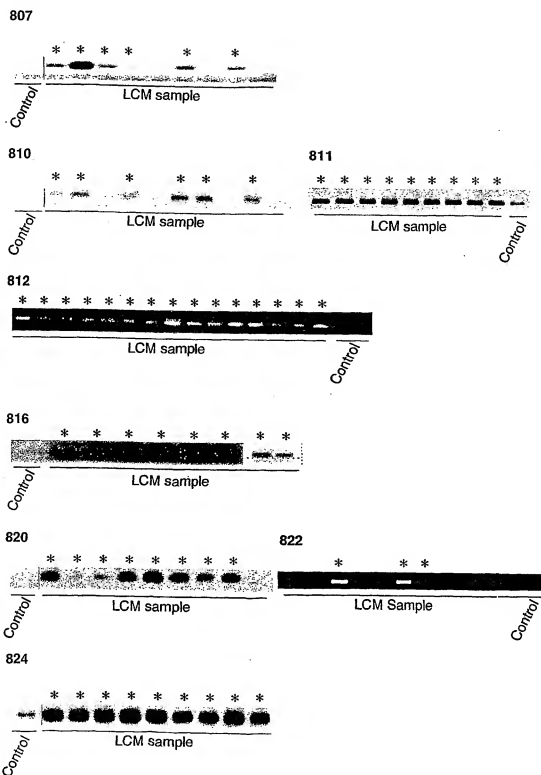 807
* * * * * *
Control
LCM sample
810
* * * * * *
Control
LCM sample
811
* * * * * * * * *
LCM sample
Control
812
* * * * * * * * * * * * * * *
LCM sample
Control
816
* * * * * * * *
Control
LCM sample
820
* * * * * * * *
Control
LCM sample
822
* * *
LCM Sample
Control
824
* * * * * * * * *
Control
LCM sample